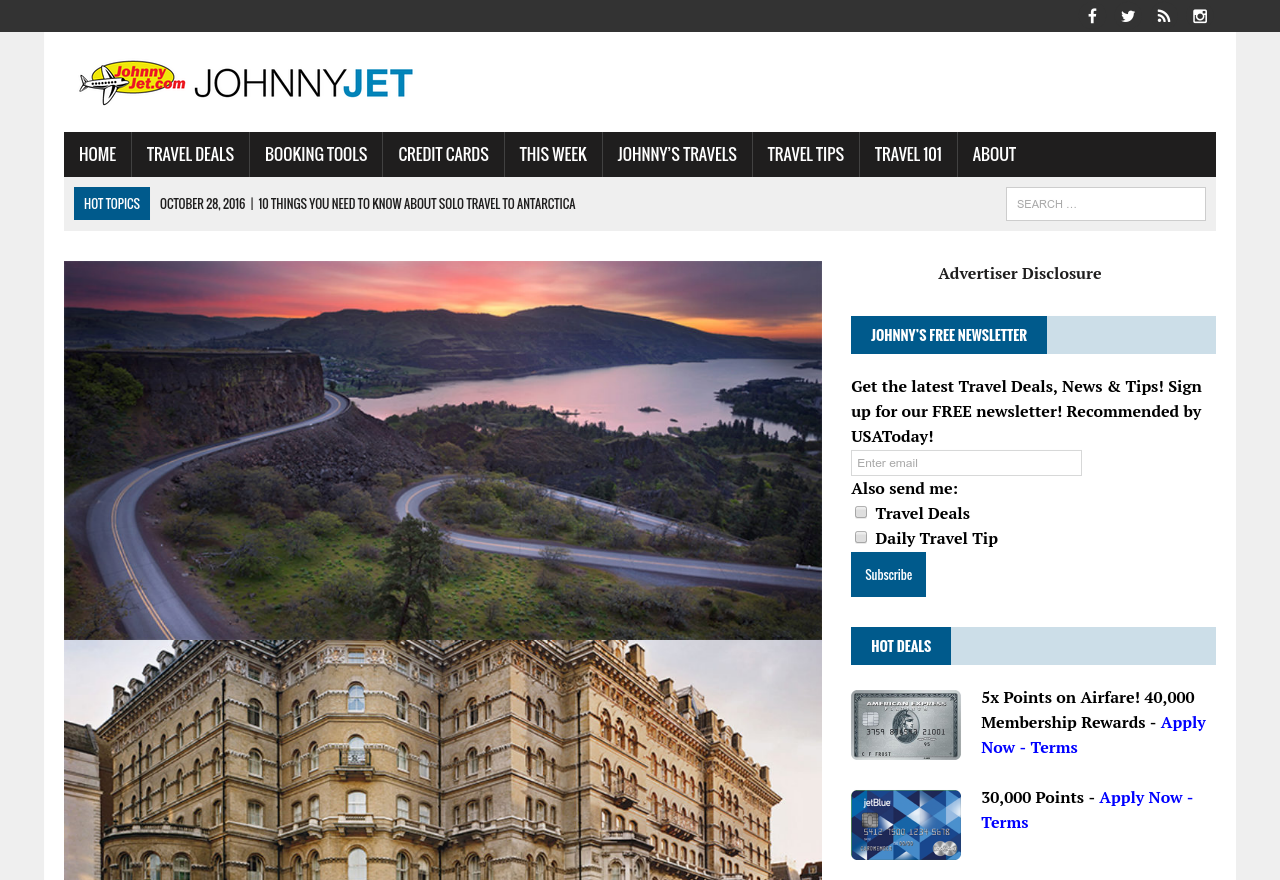 Johnny
Jet.com
JOHNNYJET
HOME TRAVEL DEALS BOOKING TOOLS CREDIT CARDS THIS WEEK JOHNNY’S TRAVELS TRAVEL TIPS TRAVEL 101 ABOUT
HOT TOPICS OCTOBER 28, 2016 | 10 THINGS YOU NEED TO KNOW ABOUT SOLO TRAVEL TO ANTARCTICA SEARCH …
Advertiser Disclosure
JOHNNY’S FREE NEWSLETTER
Get the latest Travel Deals, News & Tips! Sign
up for our FREE newsletter! Recommended by
USAToday!
Enter email
Also send me:
Travel Deals
Daily Travel Tip
Subscribe
HOT DEALS
AMERICAN EXPRESS
C F FROST
5x Points on Airfare! 40,000
Membership Rewards - Apply
Now - Terms
jetBlue
5412 7500 1234 5678
30,000 Points - Apply Now -
Terms